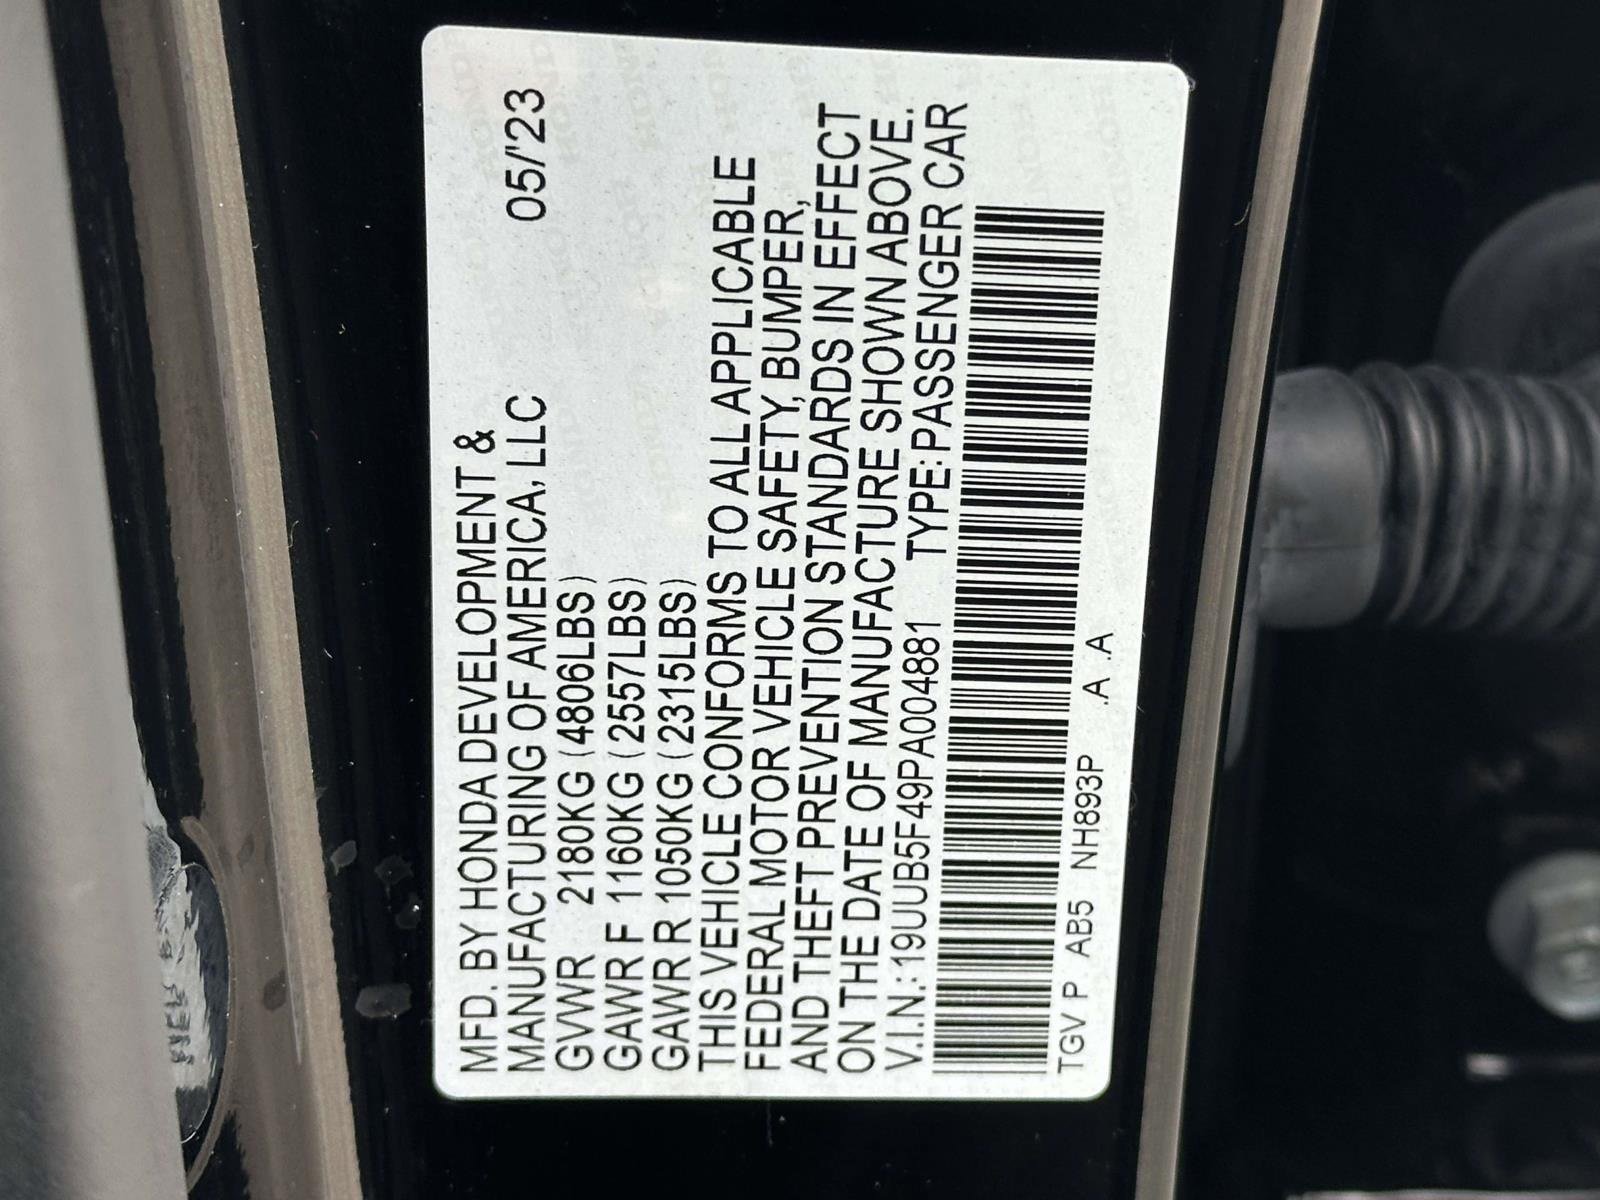 MFD. BY HONDA DEVELOPMENT &
MANUFACTURING OF AMERICA, LLC 05/'23
GVWR 2180KG (4806LBS)
GAWR F 1160KG (2557LBS)
GAWR R 1050KG (2315LBS)
THIS VEHICLE CONFORMS TO ALL APPLICABLE
FEDERAL MOTOR VEHICLE SAFETY, BUMPER,
AND THEFT PREVENTION STANDARDS IN EFFECT
ON THE DATE OF MANUFACTURE SHOWN ABOVE.
V.I.N.: 19UUB5F49PA004881 TYPE: PASSENGER CAR
TGV P AB5 NH893P .A .A